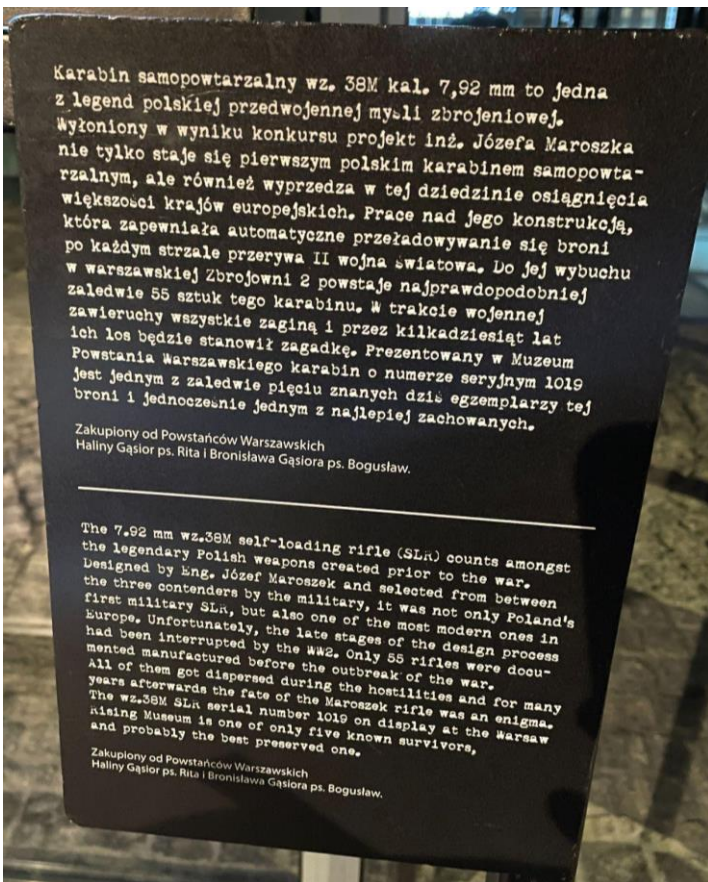 Karabin samopowtarzalny wz. 38M kal. 7,92 mm to jedna
z legend polskiej przedwojennej myśli zbrojeniowej.
Wyłoniony w wyniku konkursu projekt inż. Józefa Maroszka
nie tylko staje się pierwszym polskim karabinem samopowta-
rzalnym, ale również wyprzedza w tej dziedzinie osiągnięcia
większości krajów europejskich. Prace nad jego konstrukcją,
która zapewniała automatyczne przeładowywanie się broni
po każdym strzale przerywa II wojna światowa. Do jej wybuchu
w warszawskiej Zbrojowni 2 powstaje najprawdopodobniej
zaledwie 55 sztuk tego karabinu. W trakcie wojennej
zawieruchy wszystkie zaginą i przez kilkadziesiąt lat
ich los będzie stanowił zagadkę. Prezentowany w Muzeum
Powstania Warszawskiego karabin o numerze seryjnym 1019
jest jednym z zaledwie pięciu znanych dziś egzemplarzy tej
broni i jednocześnie jednym z najlepiej zachowanych.
Zakupiony od Powstańców Warszawskich
Haliny Gąsior ps. Rita i Bronisława Gąsiora ps. Bogusław.
The 7.92 mm wz.38M self-loading rifle (SLR) counts amongst
the legendary Polish weapons created prior to the war.
Designed by Eng. Józef Maroszek and selected from between
the three contenders by the military, it was not only Poland's
first military SLR, but also one of the most modern ones in
Europe. Unfortunately, the late stages of the design process
had been interrupted by the WW2. Only 55 rifles were docu-
mented manufactured before the outbreak of the war.
All of them got dispersed during the hostilities and for many
years afterwards the fate of the Maroszek rifle was an enigma.
The wz.38M SLR serial number 1019 on display at the Warsaw
Rising Museum is one of only five known survivors,
and probably the best preserved one.
Zakupiony od Powstańców Warszawskich
Haliny Gąsior ps. Rita i Bronisława Gąsiora ps. Bogusław.